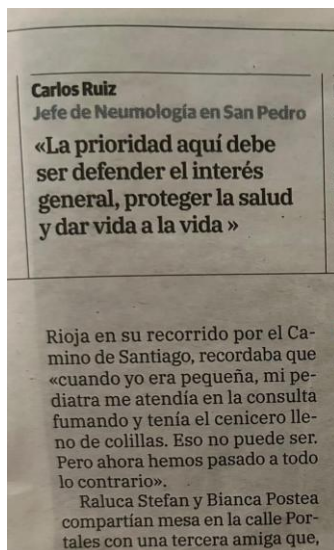 Carlos Ruiz
Jefe de Neumología en San Pedro
«La prioridad aquí debe
ser defender el interés
general, proteger la salud
y dar vida a la vida »
Rioja en su recorrido por el Ca-
mino de Santiago, recordaba que
«cuando yo era pequeña, mi pe-
diatra me atendía en la consulta
fumando y tenía el cenicero lle-
no de colillas. Eso no puede ser.
Pero ahora hemos pasado a todo
lo contrario».
Raluca Stefan y Bianca Postea
compartían mesa en la calle Por-
tales con una tercera amiga que,